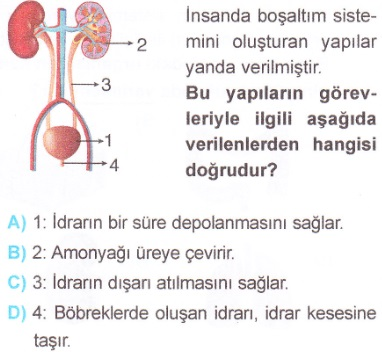 İnsanda boşaltım siste-
mini oluşturan yapılar
yanda verilmiştir.
Bu yapıların görev-
leriyle ilgili aşağıda
verilenlerden hangisi
doğrudur?
2
3
1
4
A) 1: İdrarın bir süre depolanmasını sağlar.
B) 2: Amonyağı üreye çevirir.
C) 3: İdrarın dışarı atılmasını sağlar.
D) 4: Böbreklerde oluşan idrarı, idrar kesesine
taşır.